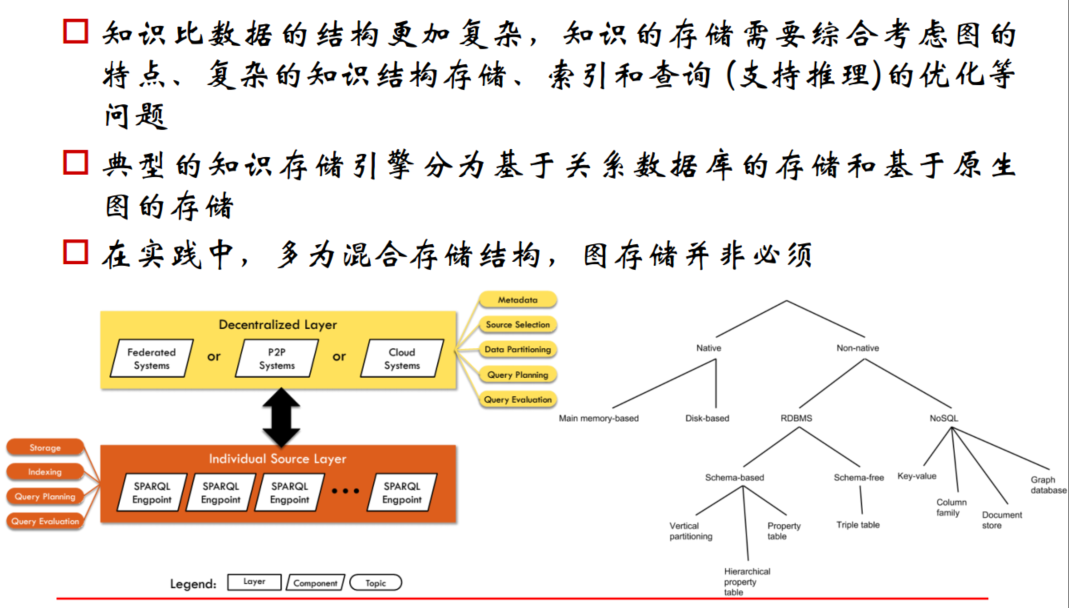 知识比数据的结构更加复杂，知识的存储需要综合考虑图的
特点、复杂的知识结构存储、索引和查询（支持推理)的优化等
问题
典型的知识存储引擎分为基于关系数据库的存储和基于原生
图的存储
在实践中，多为混合存储结构，图存储并非必须
Decentralized Layer
Federated
Systems
or
P2P
Systems
or
Cloud
Systems
Metadata
Source Selection
Data Partitioning
Query Planning
Query Evaluation
Storage
Indexing
Query Planning
Query Evaluation
Individual Source Layer
SPARQL
Engpoint
SPARQL
Engpoint
SPARQL
Engpoint
•••
SPARQL
Engpoint
Legend:
Layer
Component
Topic
Native
Non-native
Main memory-based
Disk-based
RDBMS
NoSQL
Schema-based
Schema-free
Key-value
Column
family
Document
store
Graph
database
Vertical
partitioning
Hierarchical
property
table
Property
table
Triple table